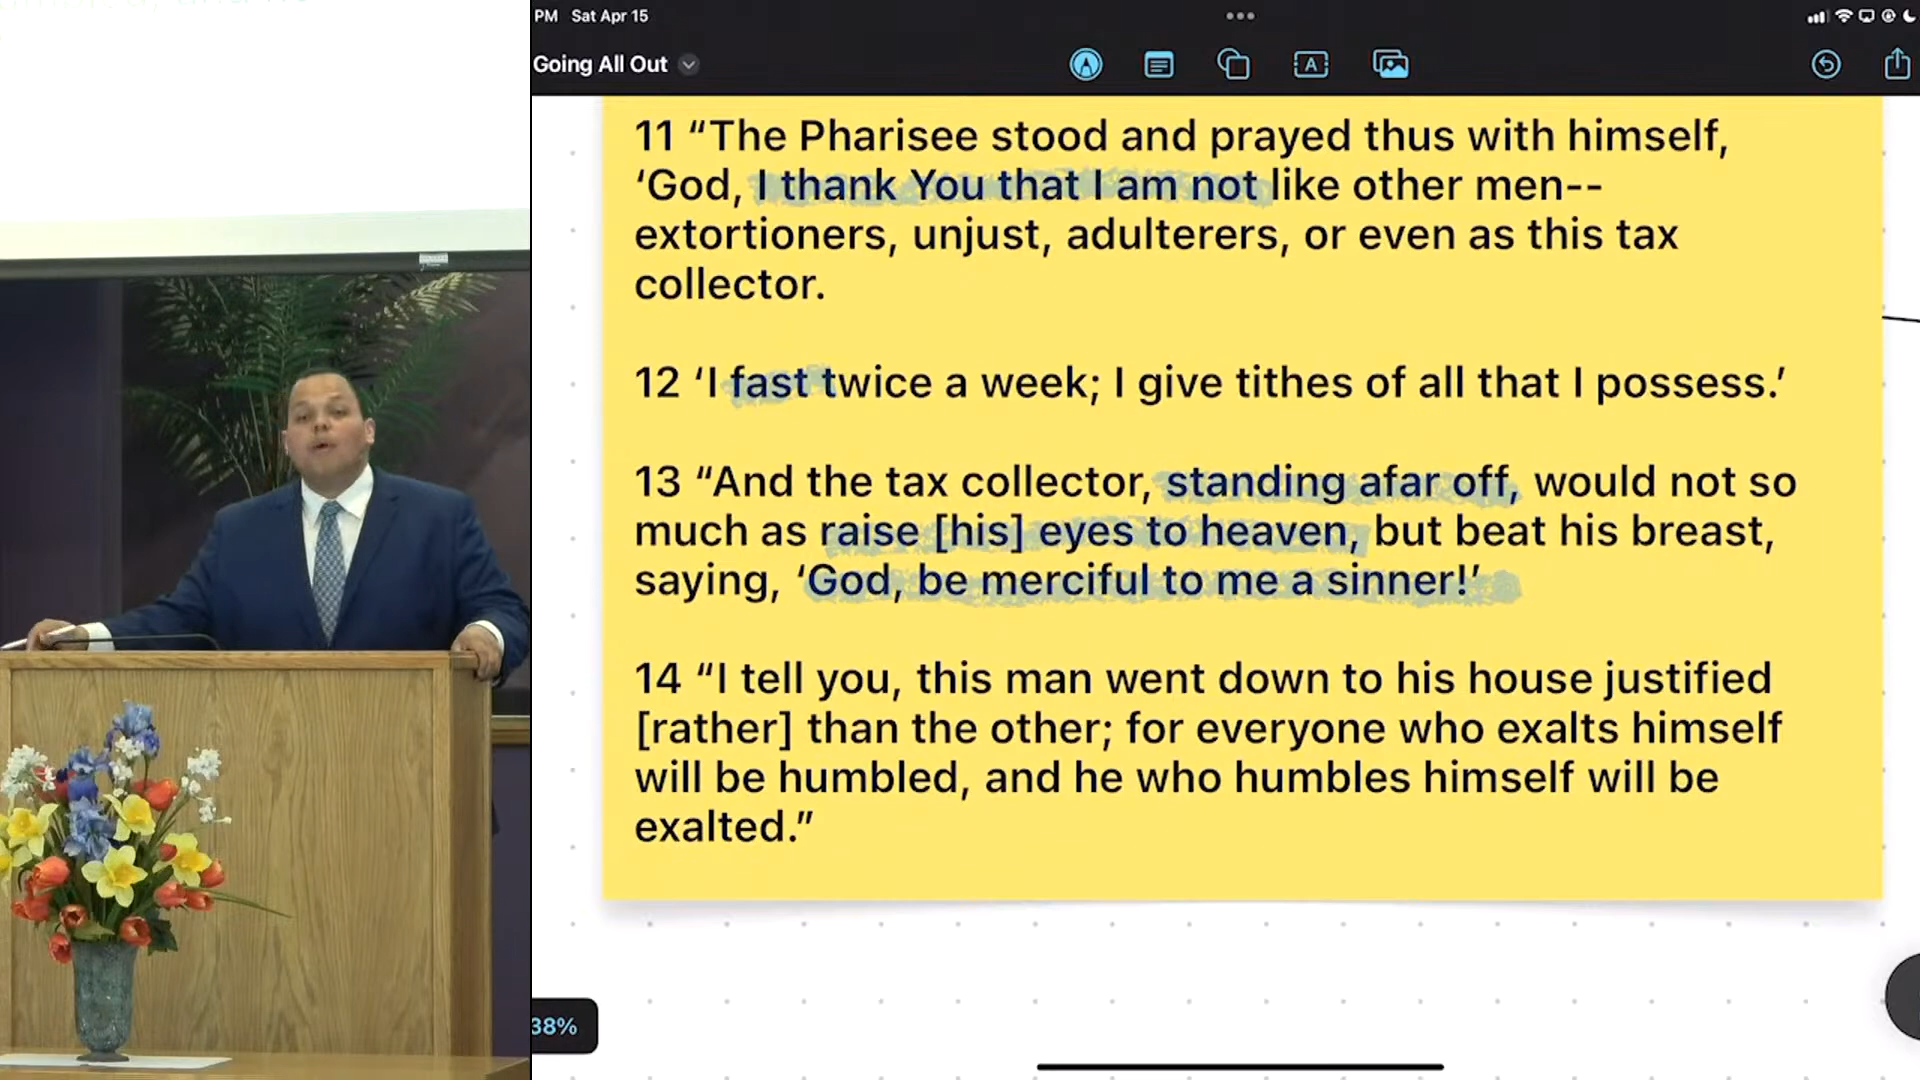 PM Sat Apr 15
Going All Out
11 “The Pharisee stood and prayed thus with himself,
‘God, I thank You that I am not like other men--
extortioners, unjust, adulterers, or even as this tax
collector.
12 ‘I fast twice a week; I give tithes of all that I possess.’
13 “And the tax collector, standing afar off, would not so
much as raise [his] eyes to heaven, but beat his breast,
saying, ‘God, be merciful to me a sinner!’
14 “I tell you, this man went down to his house justified
[rather] than the other; for everyone who exalts himself
will be humbled, and he who humbles himself will be
exalted.”
38%